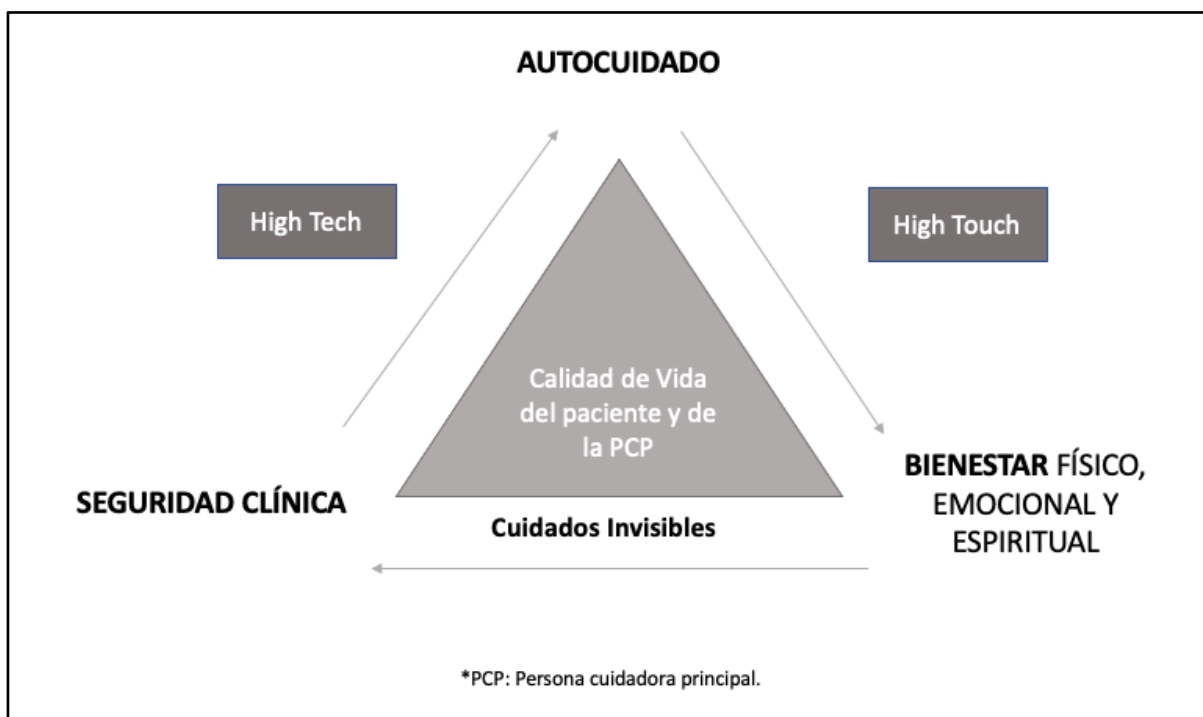 AUTOCUIDADO
High Tech
High Touch
Calidad de Vida
del paciente y de
la PCP
SEGURIDAD CLÍNICA
BIENESTAR FÍSICO,
EMOCIONAL Y
ESPIRITUAL
Cuidados Invisibles
*PCP: Persona cuidadora principal.